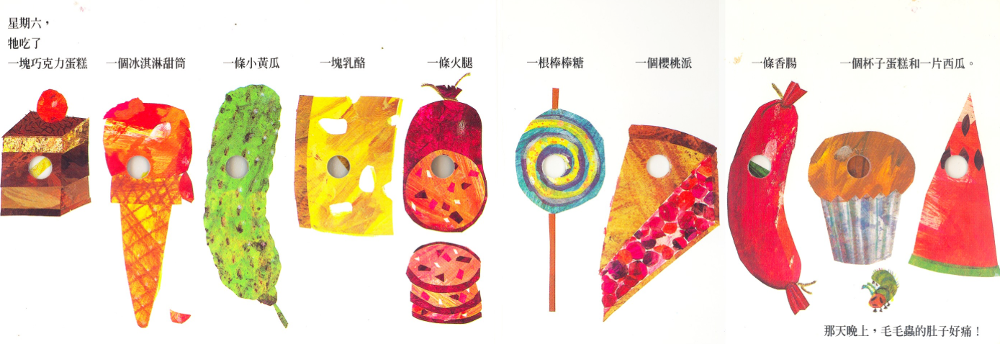 星期六，
牠吃了
一塊巧克力蛋糕
一個冰淇淋甜筒
一條小黃瓜
一塊乳酪
一條火腿
一根棒棒糖
一個櫻桃派
一條香腸
一個杯子蛋糕和一片西瓜。
那天晚上，毛毛蟲的肚子好痛！